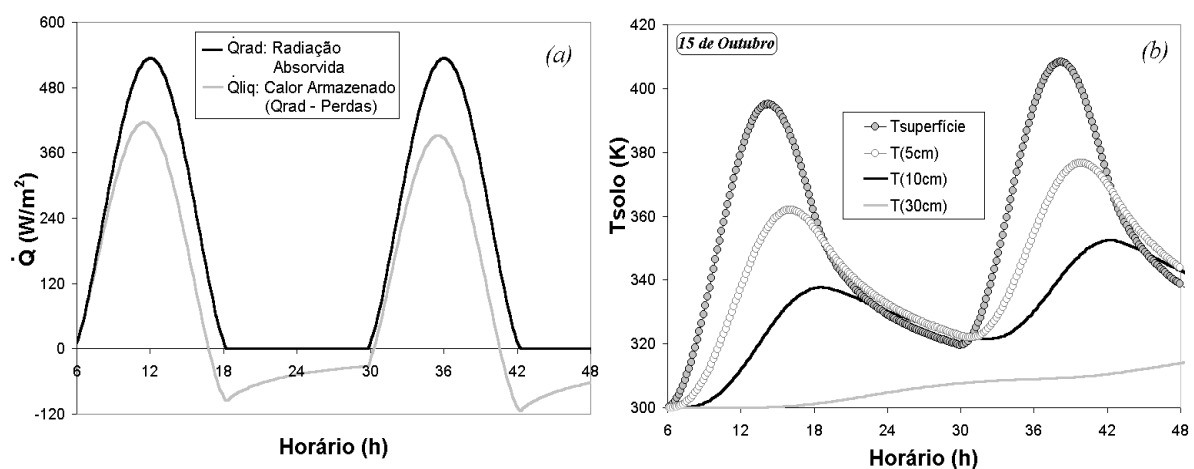 600
480
360
240
120
0
-120
Q̇ (W/m²)
Q̇rad: Radiação
Absorvida
Q̇liq: Calor Armazenado
(Qrad - Perdas)
(a)
6 12 18 24 30 36 42 48
Horário (h)
420
400
380
360
340
320
300
Tsolo (K)
15 de Outubro
(b)
Tsuperfície
T(5cm)
T(10cm)
T(30cm)
6 12 18 24 30 36 42 48
Horário (h)